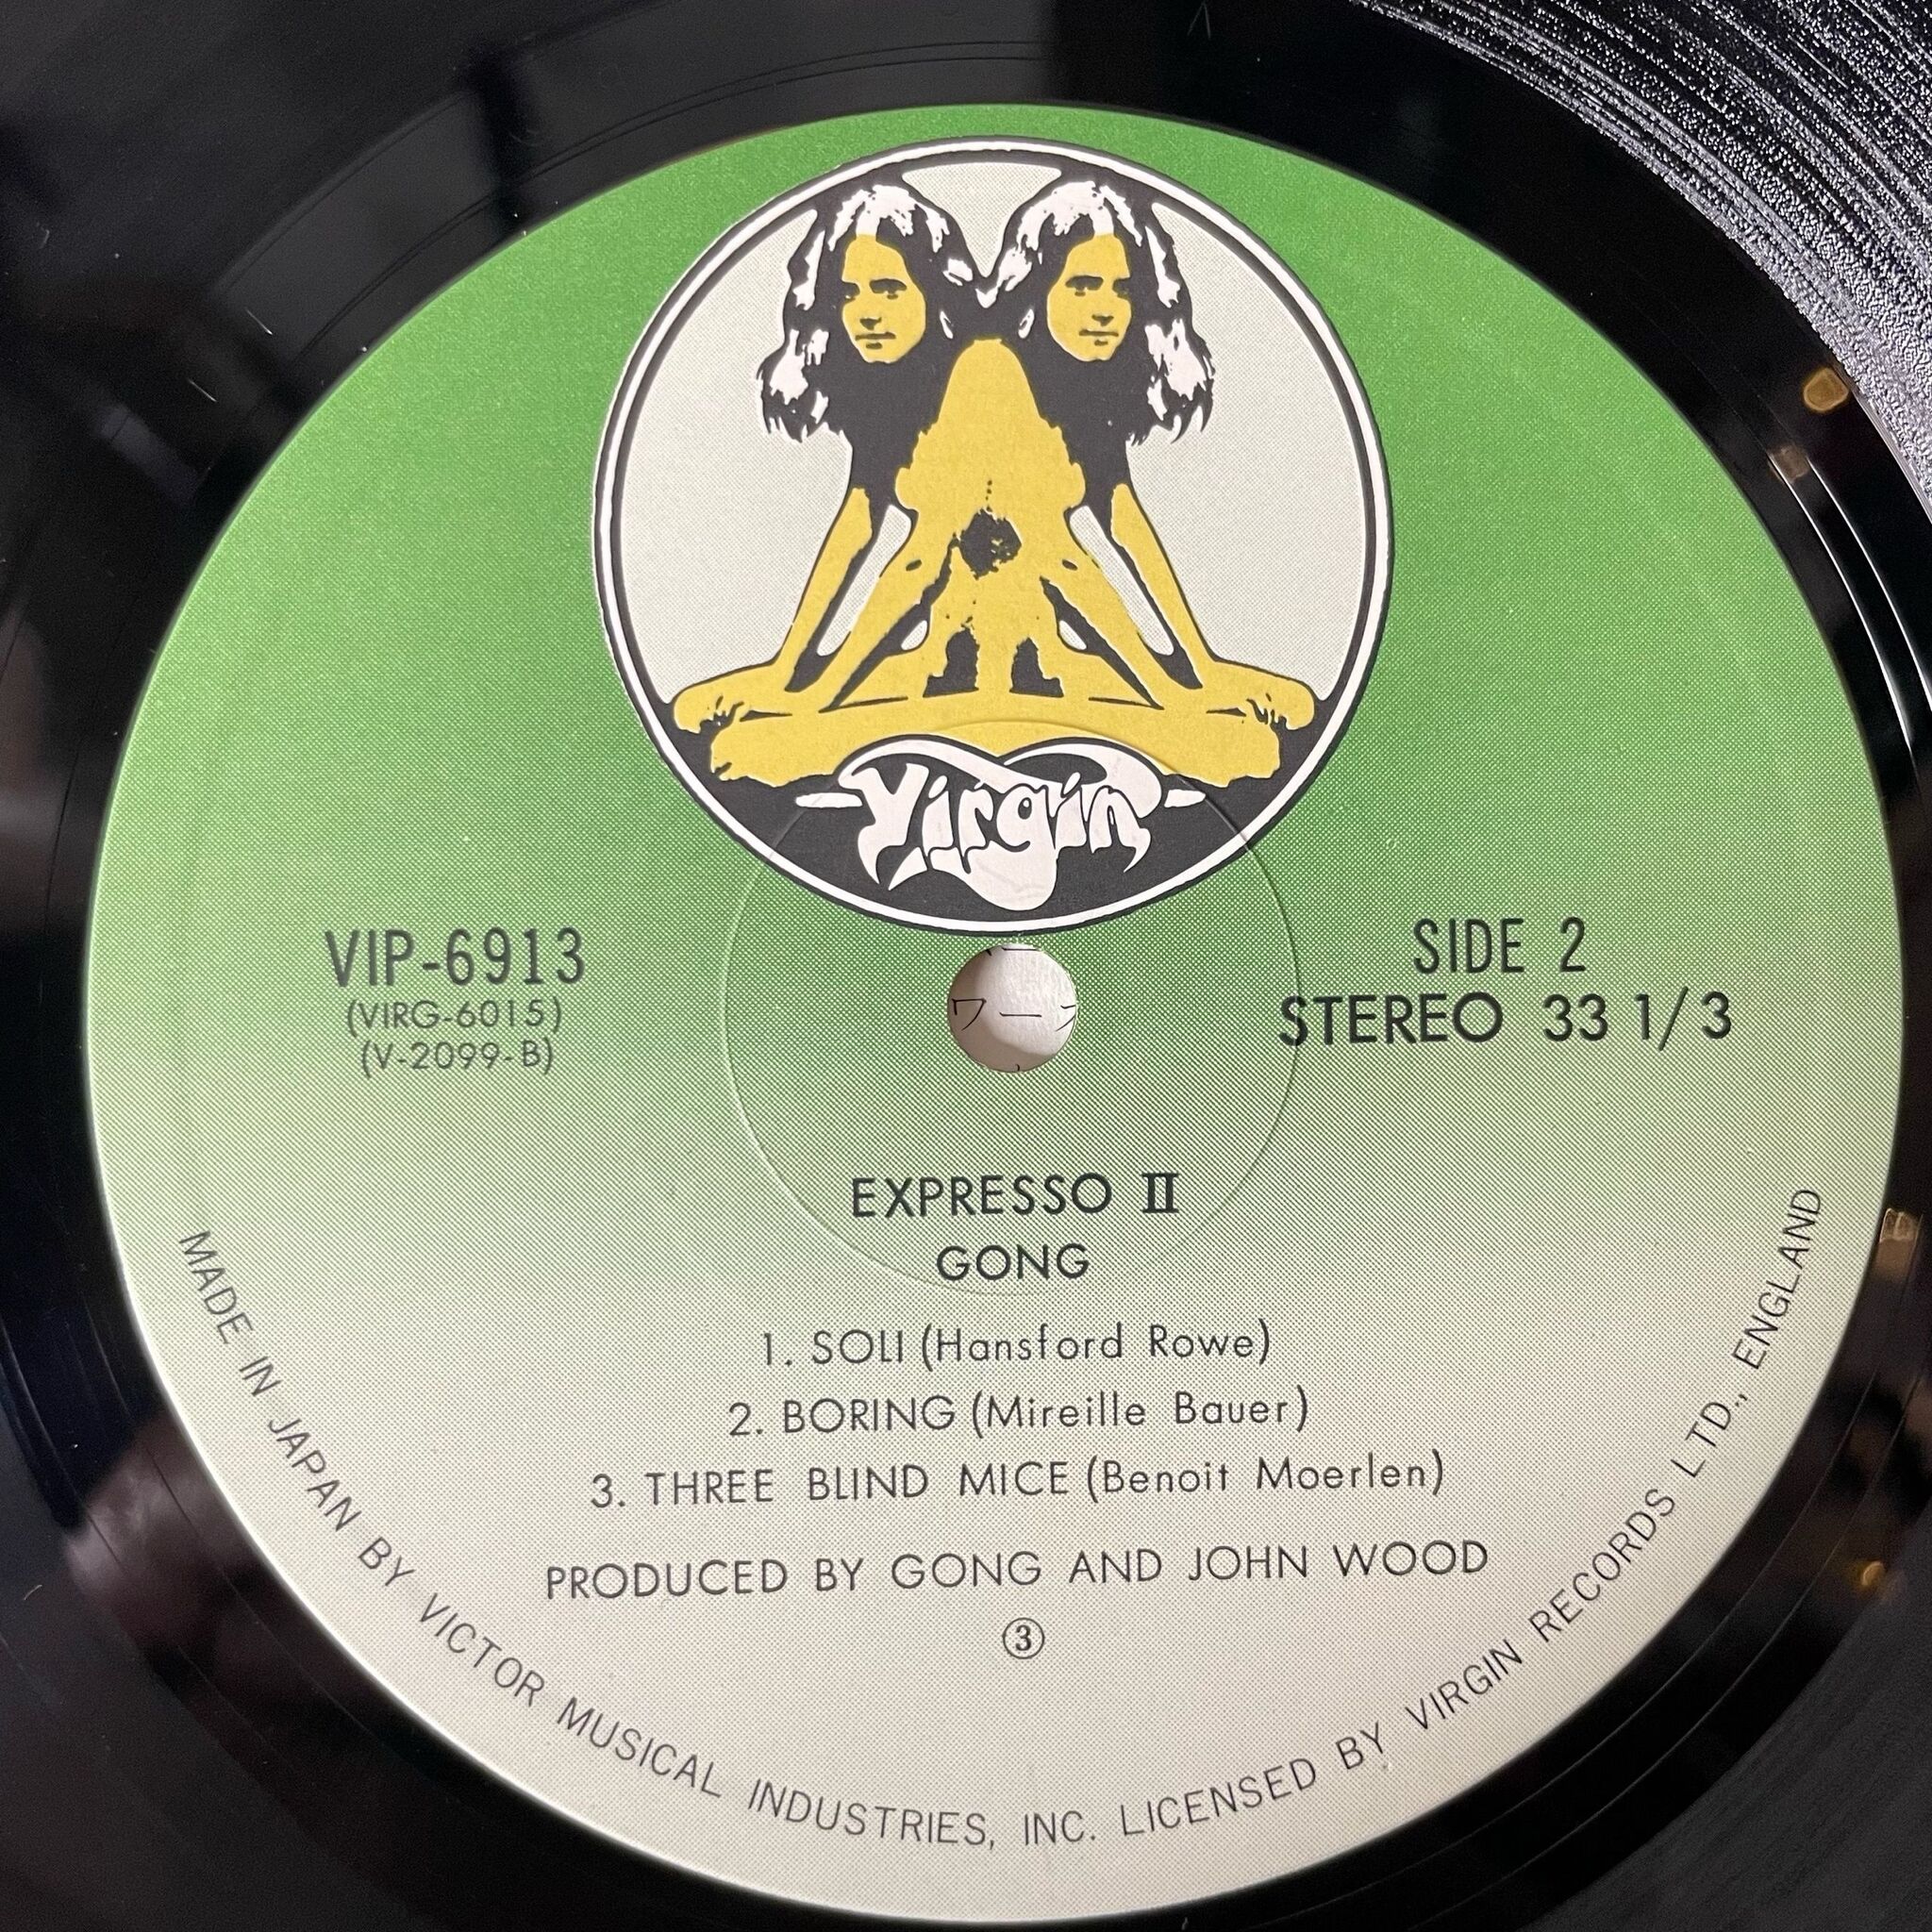 Virgin
VIP-6913
(VIRG-6015)
(V-2099-B)
SIDE 2
STEREO 33 1/3
ワー
EXPRESSO II
GONG
1. SOLI (Hansford Rowe)
2. BORING (Mireille Bauer)
3. THREE BLIND MICE (Benoit Moerlen)
PRODUCED BY GONG AND JOHN WOOD
③
MADE IN JAPAN BY VICTOR MUSICAL INDUSTRIES, INC. LICENSED BY VIRGIN RECORDS LTD., ENGLAND